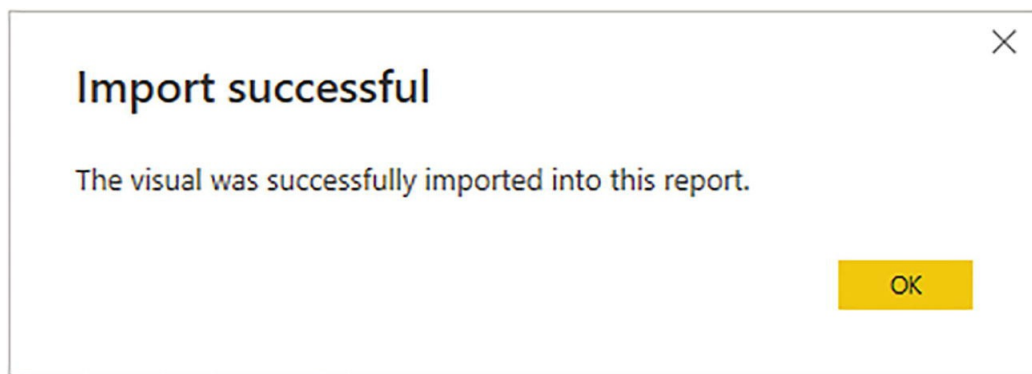 Import successful
The visual was successfully imported into this report.
OK